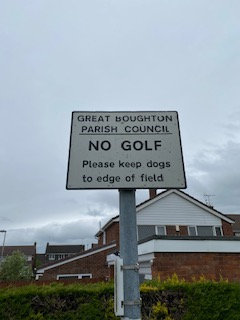 GREAT BOUGHTON
PARISH COUNCIL
NO GOLF
Please keep dogs
to edge of field